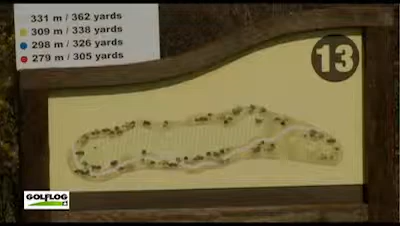 331 m / 362 yards
309 m / 338 yards
298 m / 326 yards
279 m / 305 yards
13
GOLFLOG